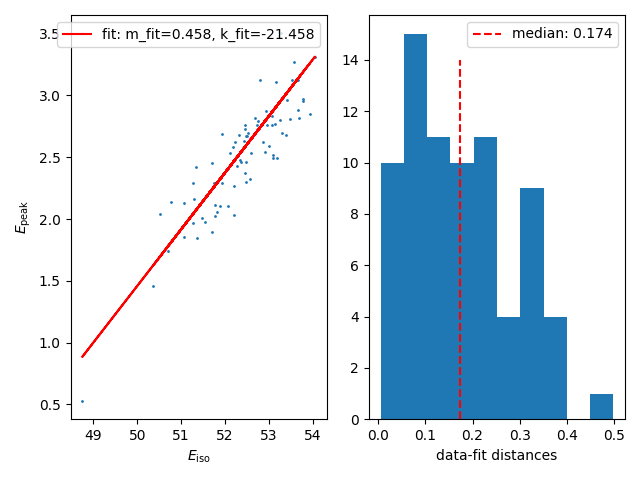 fit: m_fit=0.458, k_fit=-21.458
3.5
3.0
2.5
2.0
1.5
1.0
0.5
E_peak
49 50 51 52 53 54
E_iso
median: 0.174
14
12
10
8
6
4
2
0
0.0 0.1 0.2 0.3 0.4 0.5
data-fit distances